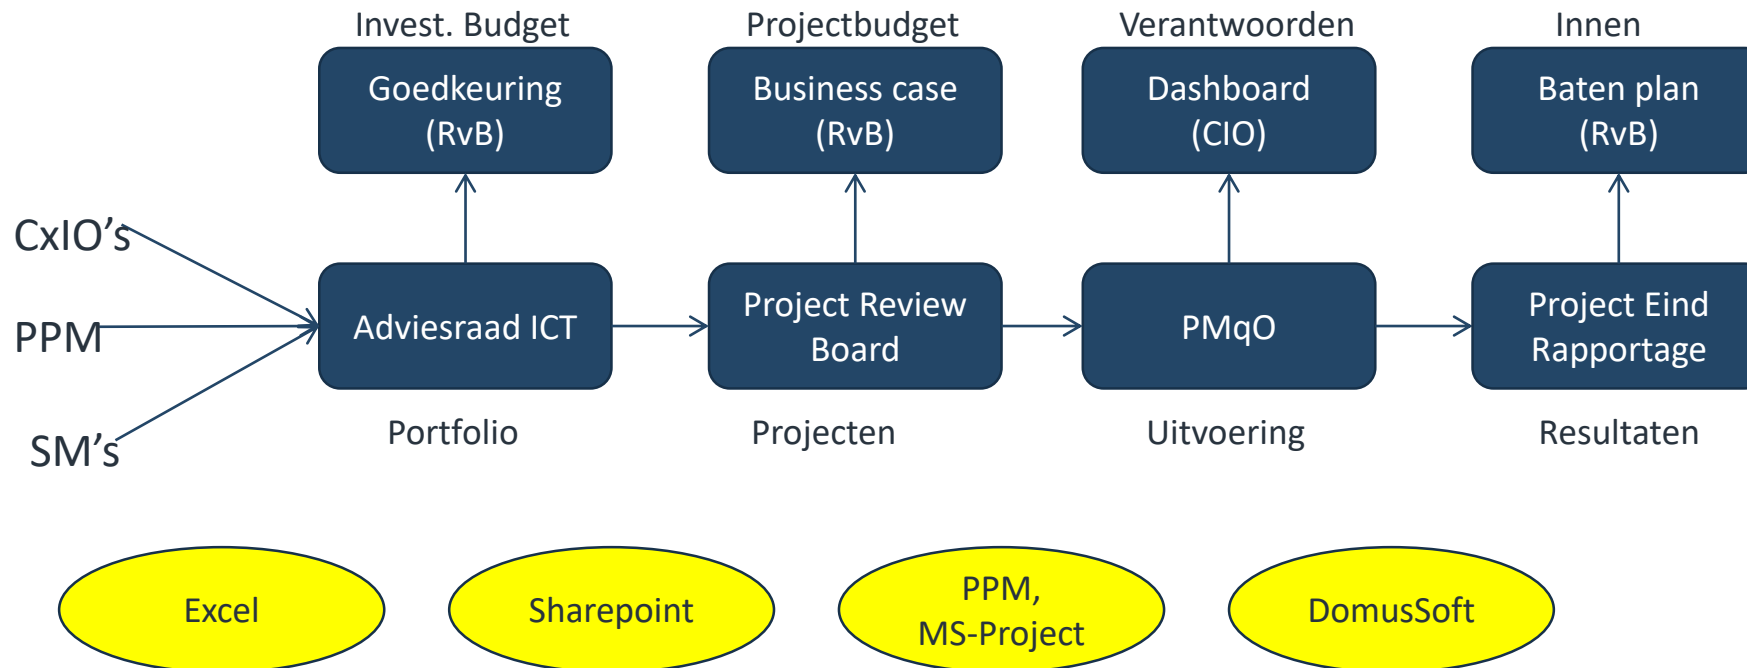 Invest. Budget
Projectbudget
Verantwoorden
Innen
Goedkeuring
(RvB)
Business case
(RvB)
Dashboard
(CIO)
Baten plan
(RvB)
CxIO’s
PPM
SM’s
Adviesraad ICT
Project Review
Board
PMqO
Project Eind
Rapportage
Portfolio
Projecten
Uitvoering
Resultaten
Excel
Sharepoint
PPM,
MS-Project
DomusSoft